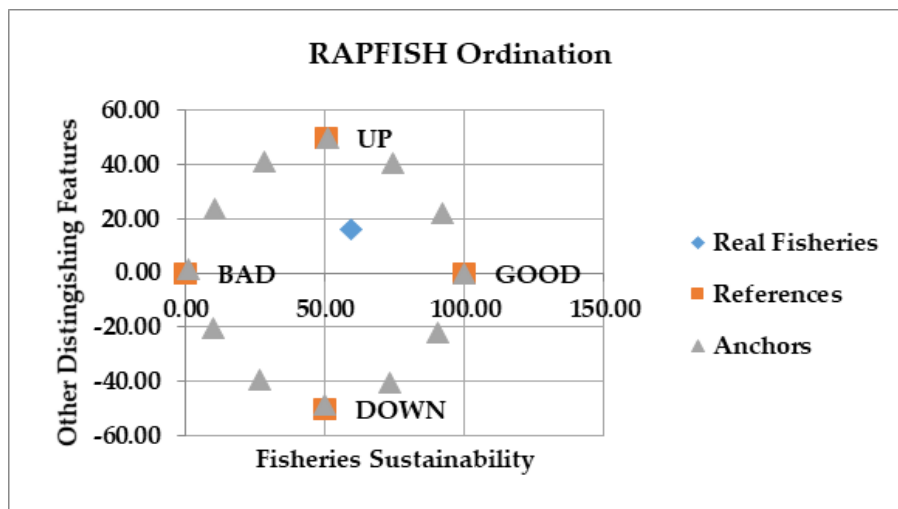 RAPFISH Ordination
Other Distingishing Features
60.00
40.00
20.00
0.00
-20.00
-40.00
-60.00
UP
BAD
GOOD
DOWN
0.00 50.00 100.00 150.00
Fisheries Sustainability
Real Fisheries
References
Anchors